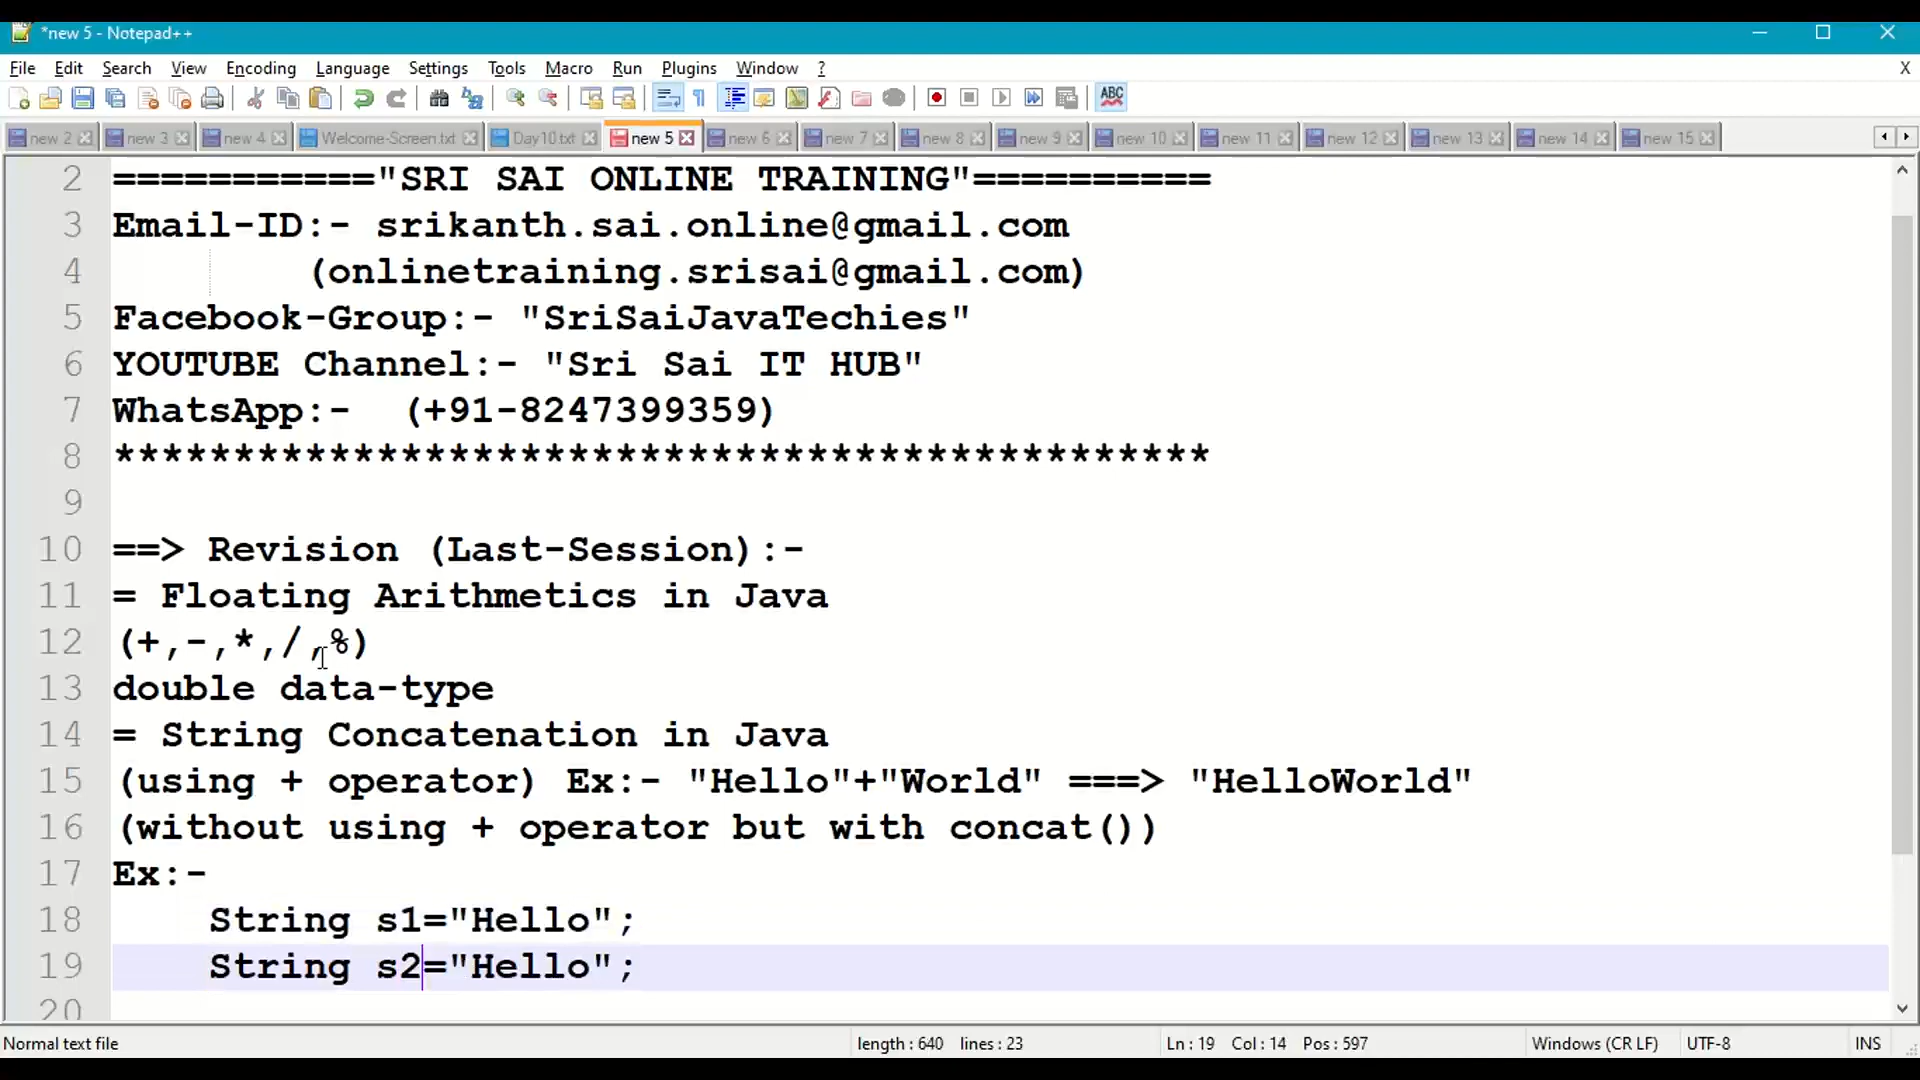 *new 5 - Notepad++
File Edit Search View Encoding Language Settings Tools Macro Run Plugins Window ? X
ABC
new 2 new 3 new 4 Welcome-Screen.txt Day10.txt new 5 new 6 new 7 new 8 new 9 new 10 new 11 new 12 new 13 new 14 new 15
2 ==========="SRI SAI ONLINE TRAINING"==========
3 Email-ID:- srikanth.sai.online@gmail.com
4 (onlinetraining.srisai@gmail.com)
5 Facebook-Group:- "SriSaiJavaTechies"
6 YOUTUBE Channel:- "Sri Sai IT HUB"
7 WhatsApp:- (+91-8247399359)
8 **********************************************
9
10 ==> Revision (Last-Session):-
11 = Floating Arithmetics in Java
12 (+,-,*,/,%)
13 double data-type
14 = String Concatenation in Java
15 (using + operator) Ex:- "Hello"+"World" ===> "HelloWorld"
16 (without using + operator but with concat())
17 Ex:-
18 String s1="Hello";
19 String s2="Hello";
20
Normal text file length : 640 lines : 23 Ln : 19 Col : 14 Pos : 597 Windows (CR LF) UTF-8 INS